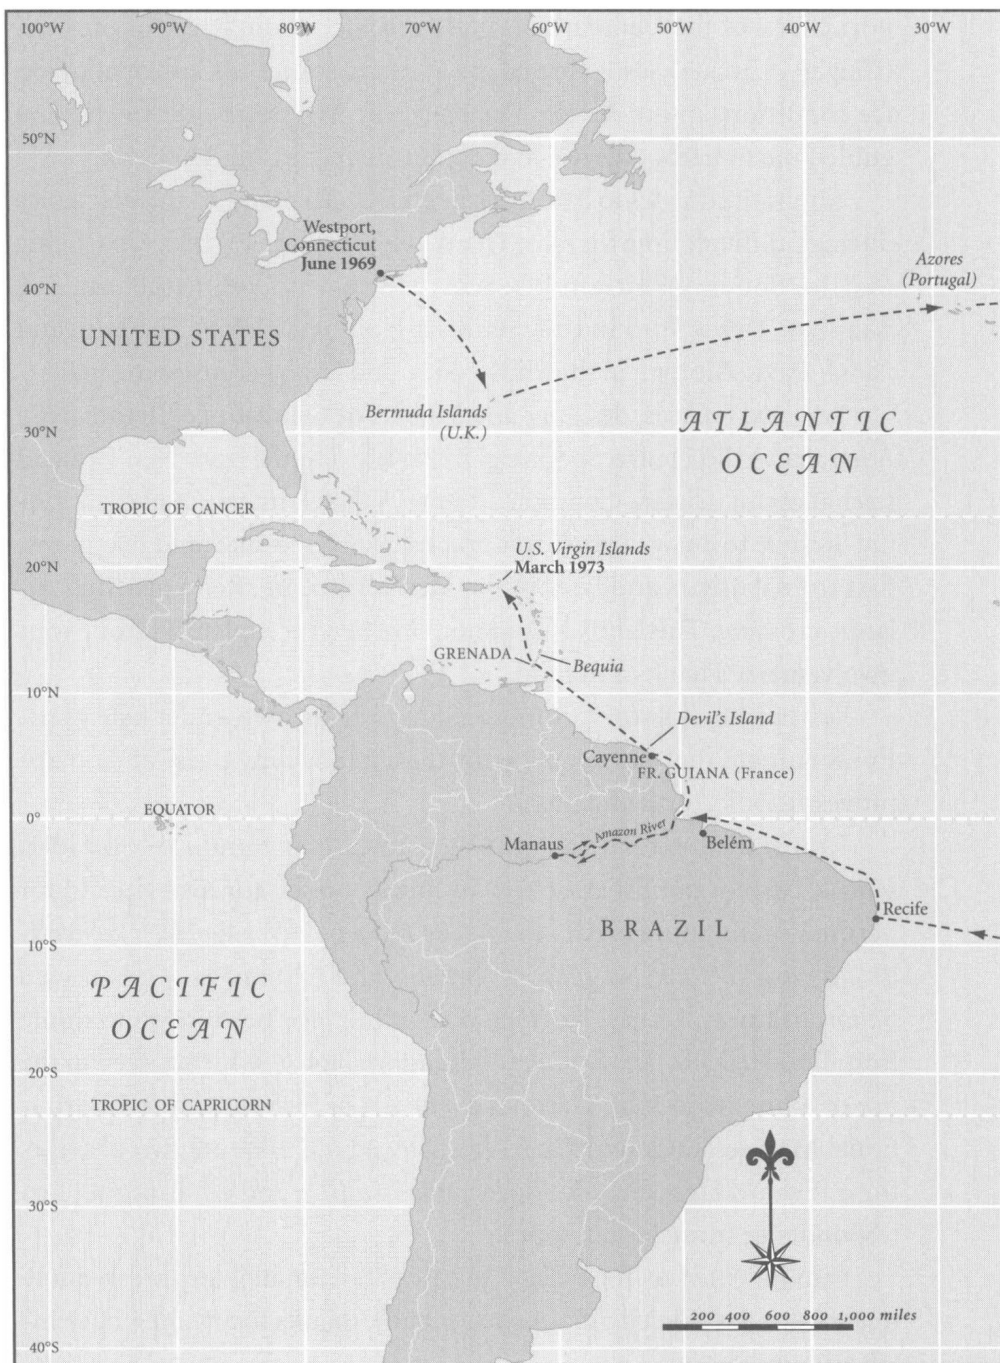 100°W
90°W
80°W
70°W
60°W
50°W
40°W
30°W
50°N
Westport,
Connecticut
June 1969
Azores
(Portugal)
40°N
UNITED STATES
Bermuda Islands
(U.K.)
ATLANTIC
OCEAN
30°N
TROPIC OF CANCER
U.S. Virgin Islands
March 1973
20°N
GRENADA
Bequia
10°N
Devil's Island
Cayenne
FR. GUIANA (France)
EQUATOR
0°
Amazon River
Manaus
Belém
Recife
BRAZIL
10°S
PACIFIC
OCEAN
20°S
TROPIC OF CAPRICORN
30°S
200 400 600 800 1,000 miles
40°S